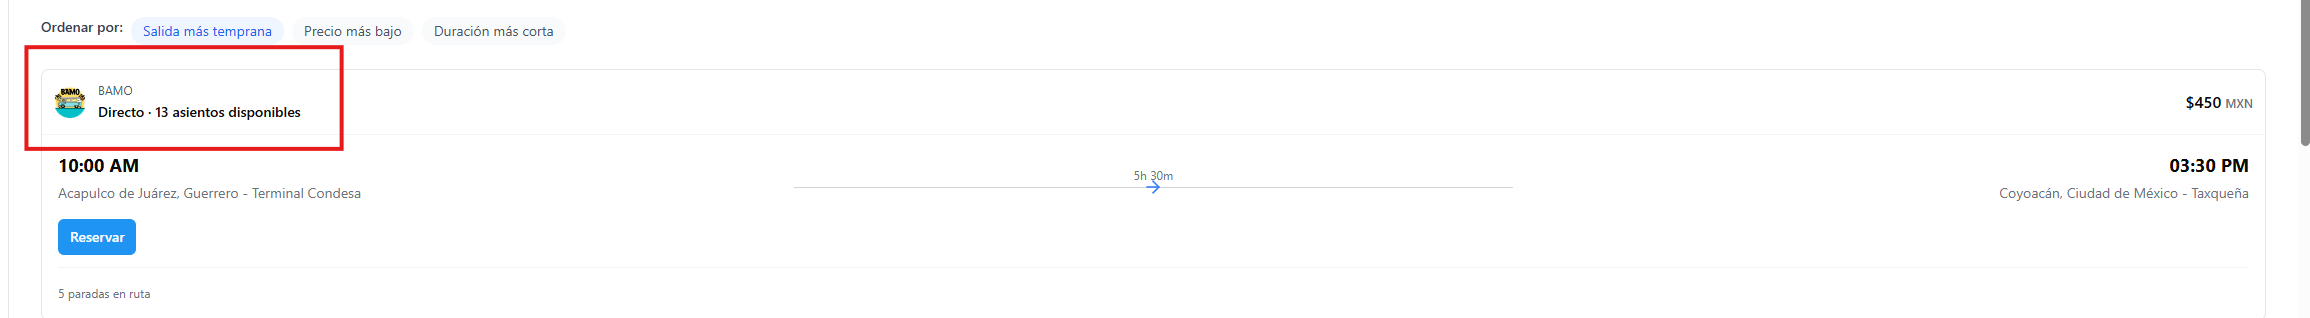 Ordenar por: Salida más temprana Precio más bajo Duración más corta
BAMO
BAMO
Directo · 13 asientos disponibles
$450 MXN
10:00 AM
03:30 PM
5h 30m
Acapulco de Juárez, Guerrero - Terminal Condesa
Coyoacán, Ciudad de México - Taxqueña
Reservar
5 paradas en ruta